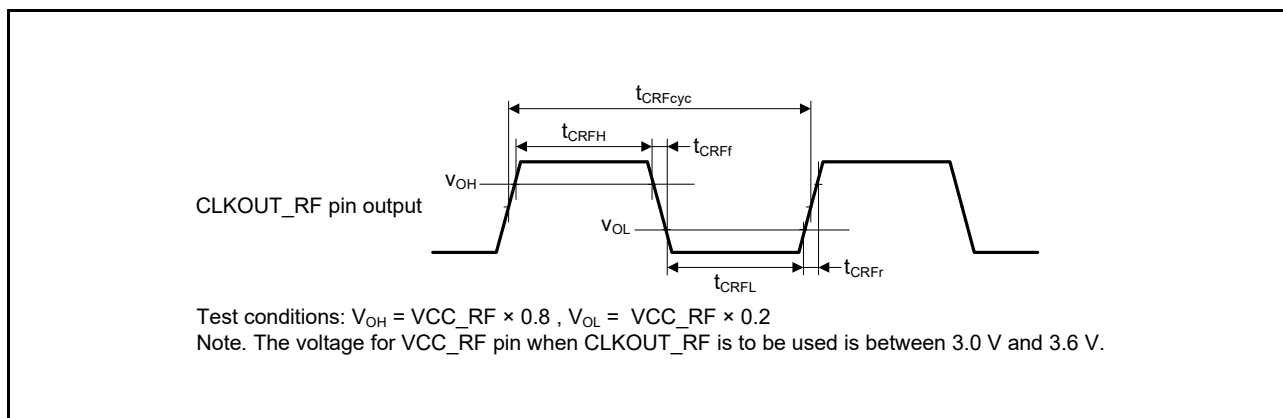 tCRFcyc
tCRFH
tCRFf
VOH
CLKOUT_RF pin output
VOL
tCRFL
tCRFr
Test conditions: VOH = VCC_RF × 0.8 , VOL = VCC_RF × 0.2
Note. The voltage for VCC_RF pin when CLKOUT_RF is to be used is between 3.0 V and 3.6 V.